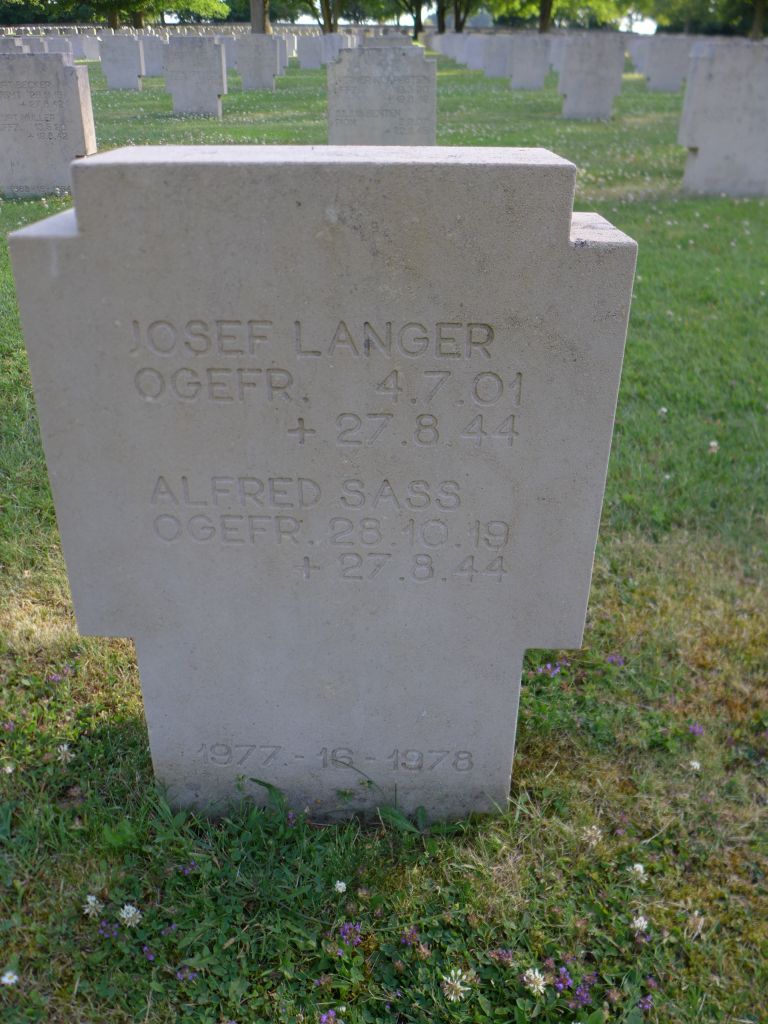 JOSEF LANGER
OGEFR. 4.7.01
+ 27.8.44
ALFRED SASS
OGEFR. 28.10.19
+ 27.8.44
1977 - 16 - 1978